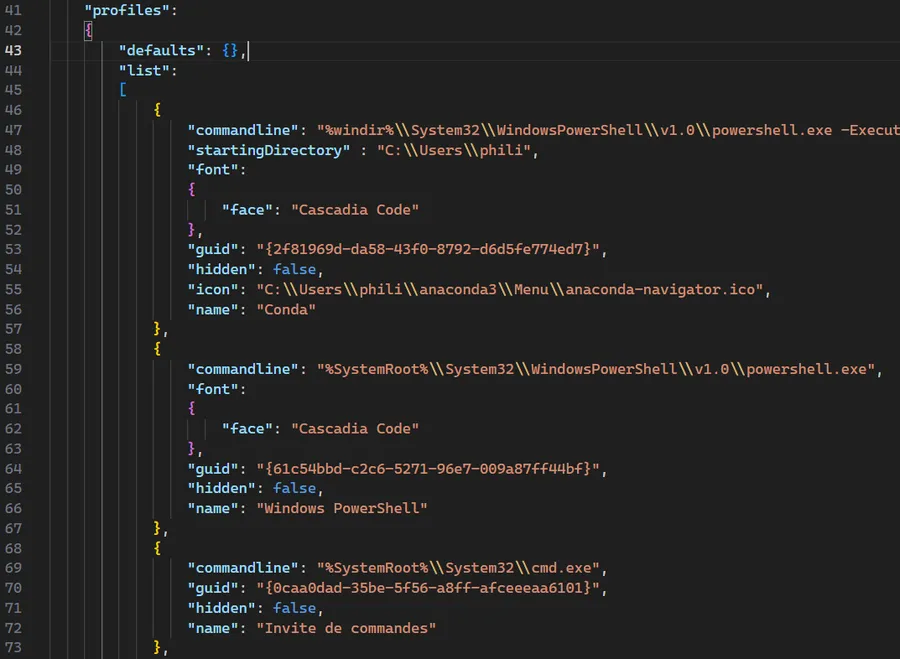 41 "profiles":
42 {
43 "defaults": {},
44 "list":
45 [
46 {
47 "commandline": "%windir%\\System32\\WindowsPowerShell\\v1.0\\powershell.exe -Execut
48 "startingDirectory" : "C:\\Users\\phili",
49 "font":
50 {
51 "face": "Cascadia Code"
52 },
53 "guid": "{2f81969d-da58-43f0-8792-d6d5fe774ed7}",
54 "hidden": false,
55 "icon": "C:\\Users\\phili\\anaconda3\\Menu\\anaconda-navigator.ico",
56 "name": "Conda"
57 },
58 {
59 "commandline": "%SystemRoot%\\System32\\WindowsPowerShell\\v1.0\\powershell.exe",
60 "font":
61 {
62 "face": "Cascadia Code"
63 },
64 "guid": "{61c54bbd-c2c6-5271-96e7-009a87ff44bf}",
65 "hidden": false,
66 "name": "Windows PowerShell"
67 },
68 {
69 "commandline": "%SystemRoot%\\System32\\cmd.exe",
70 "guid": "{0caa0dad-35be-5f56-a8ff-afceeeaa6101}",
71 "hidden": false,
72 "name": "Invite de commandes"
73 },